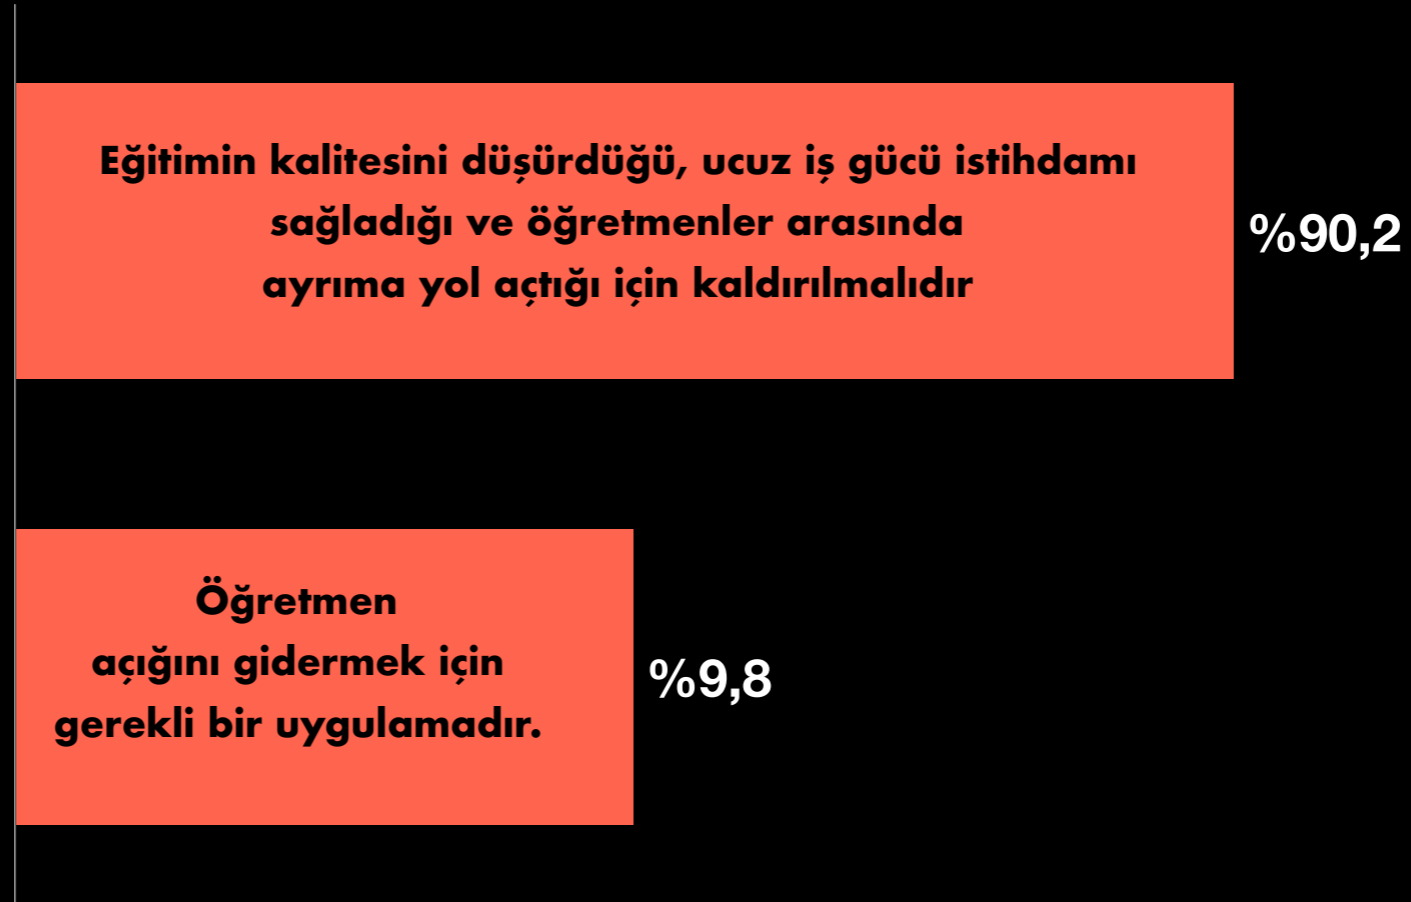 Eğitimin kalitesini düşürdüğü, ucuz iş gücü istihdamı
sağladığı ve öğretmenler arasında
ayrıma yol açtığı için kaldırılmalıdır
%90,2
Öğretmen
açığını gidermek için
gerekli bir uygulamadır.
%9,8